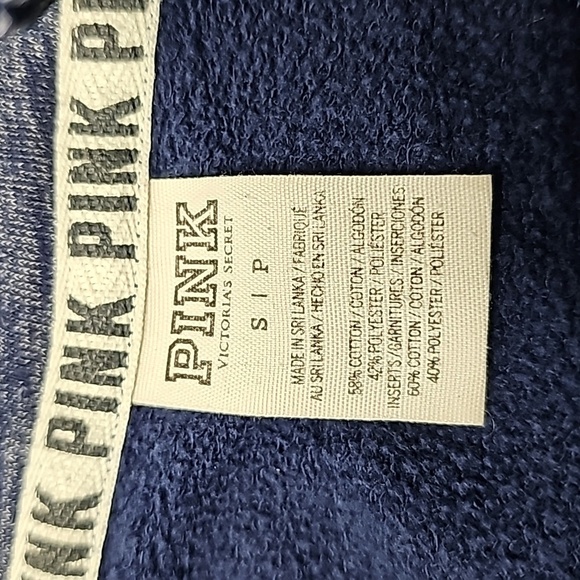 PINK PINK PINK PINK
PINK
VICTORIA'S SECRET
S | P
MADE IN SRI LANKA / FABRIQUÉ
AU SRI LANKA / HECHO EN SRI LANKA
58% COTTON / COTON / ALGODÓN
42% POLYESTER / POLIÉSTER
INSERTS / GARNITURES / INSERCIONES
60% COTTON / COTON / ALGODÓN
40% POLYESTER / POLIÉSTER